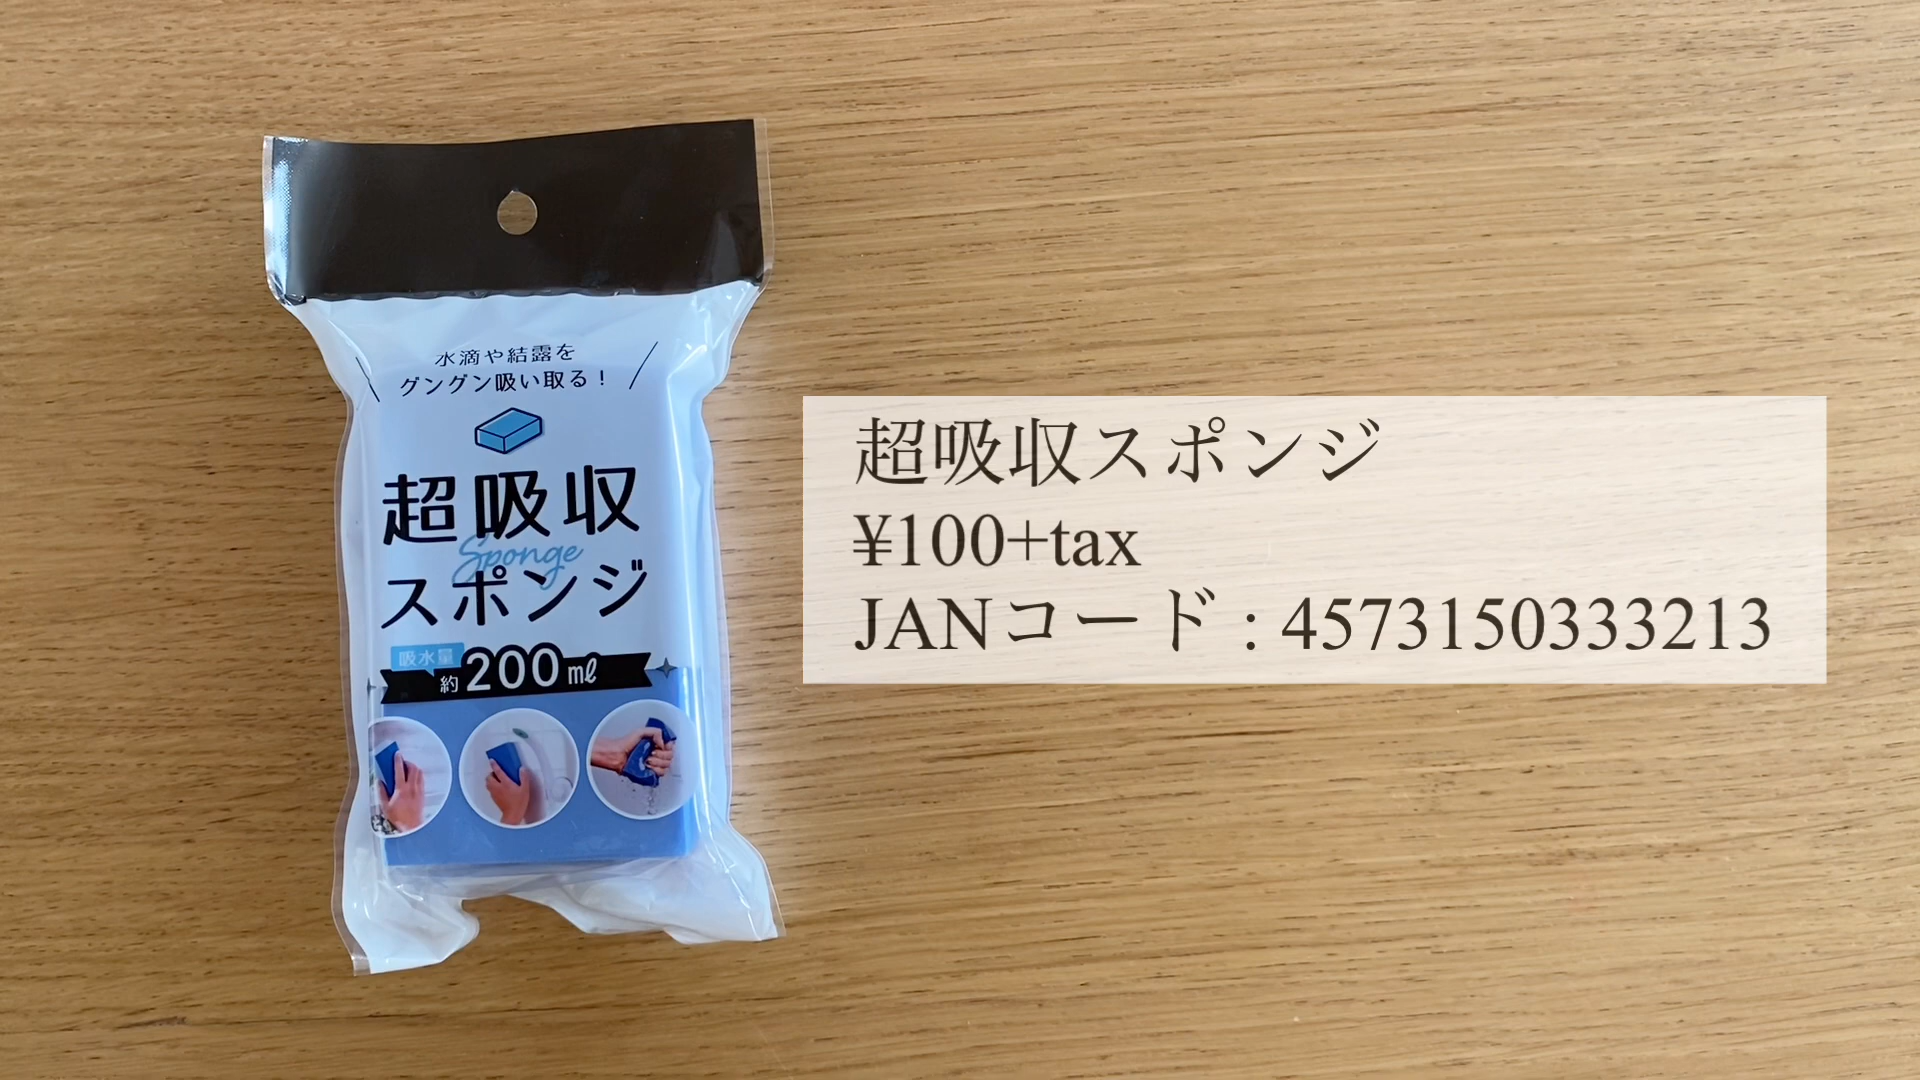 水滴や結露を
グングン吸い取る!
超吸収
Sponge
スポンジ
吸水量
約200ml
超吸収スポンジ
¥100+tax
JANコード : 4573150333213